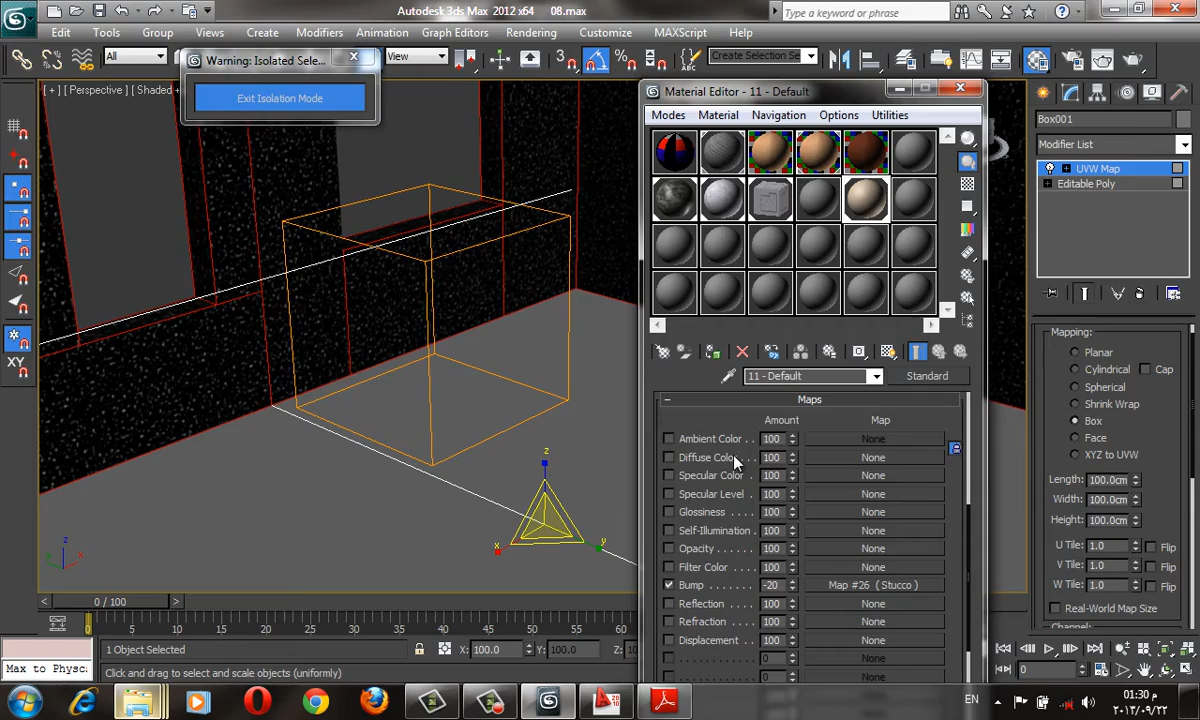 Autodesk 3ds Max 2012 x64    08.max
Type a keyword or phrase
Edit Tools Group Views Create Modifiers Animation Graph Editors Rendering Customize MAXScript Help
All
View
Create Selection Se
Warning: Isolated Sele...
Exit Isolation Mode
[ + ] [ Perspective ] [ Shaded +
Material Editor - 11 - Default
Modes Material Navigation Options Utilities
11 - Default
Standard
Maps
Amount Map
Ambient Color . . 100 None
Diffuse Color . . . 100 None
Specular Color . 100 None
Specular Level . 100 None
Glossiness . . . . 100 None
Self-Illumination . 100 None
Opacity . . . . . . 100 None
Filter Color . . . 100 None
Bump . . . . . . . -20 Map #26 ( Stucco )
Reflection . . . . 100 None
Refraction . . . . 100 None
Displacement . . 100 None
. . . . . . . . . . . 0 None
. . . . . . . . . . . 0 None
Box001
Modifier List
UVW Map
Editable Poly
Mapping:
Planar
Cylindrical Cap
Spherical
Shrink Wrap
Box
Face
XYZ to UVW
Length: 100.0cm
Width: 100.0cm
Height: 100.0cm
U Tile: 1.0 Flip
V Tile: 1.0 Flip
W Tile: 1.0 Flip
Real-World Map Size
Channel:
XY
z
x
y
z
x
0 / 100
0 5 10 15 20 25 30 35 40 45 50 55 60
1 Object Selected
X: 100.0 Y: 100.0 Z: 10
Max to Physc
Click and drag to select and scale objects (uniformly)
0
EN
01:30 م
٢٠١٣/٠٩/٢٢